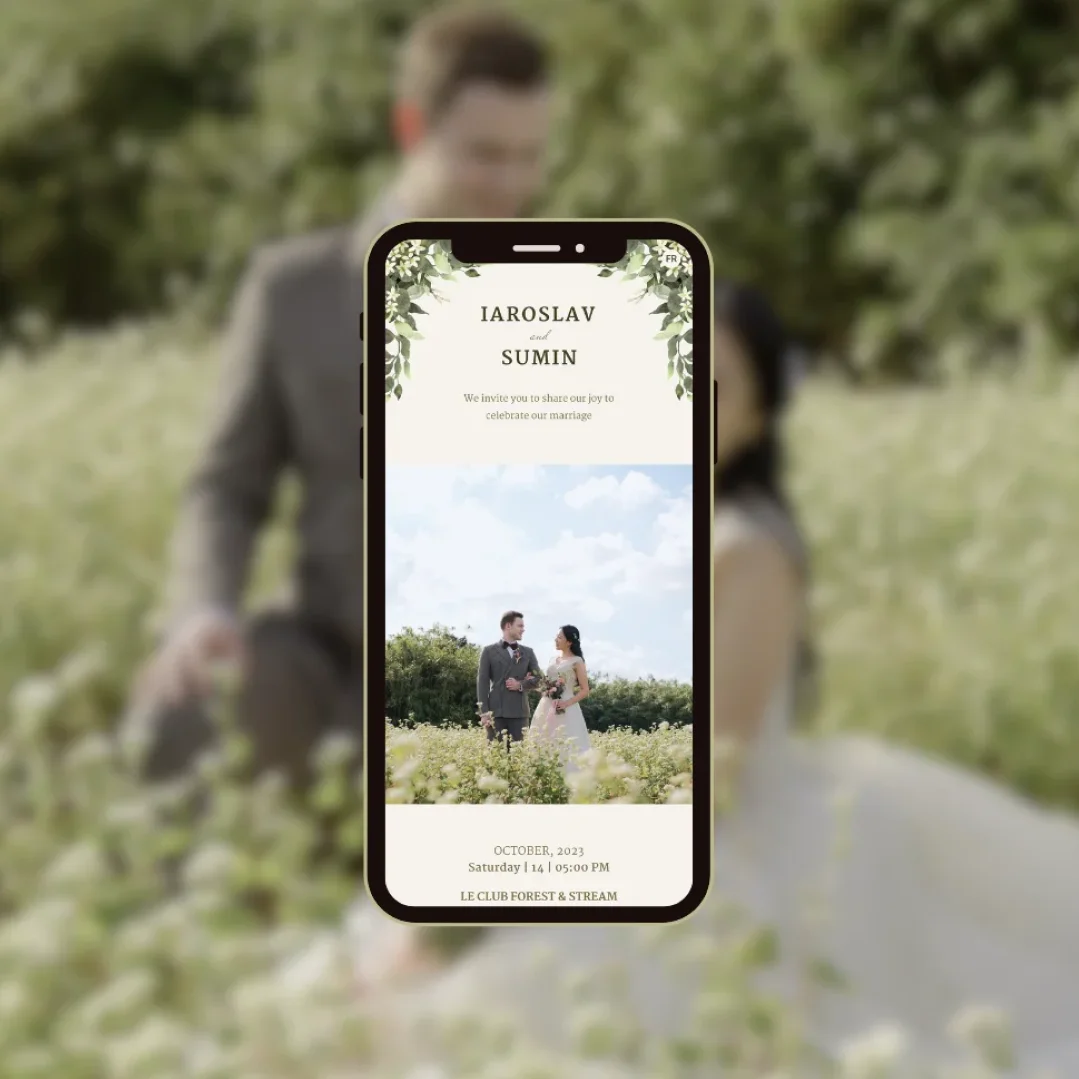 FR
IAROSLAV
and
SUMIN
We invite you to share our joy to
celebrate our marriage
OCTOBER, 2023
Saturday | 14 | 05:00 PM
LE CLUB FOREST & STREAM